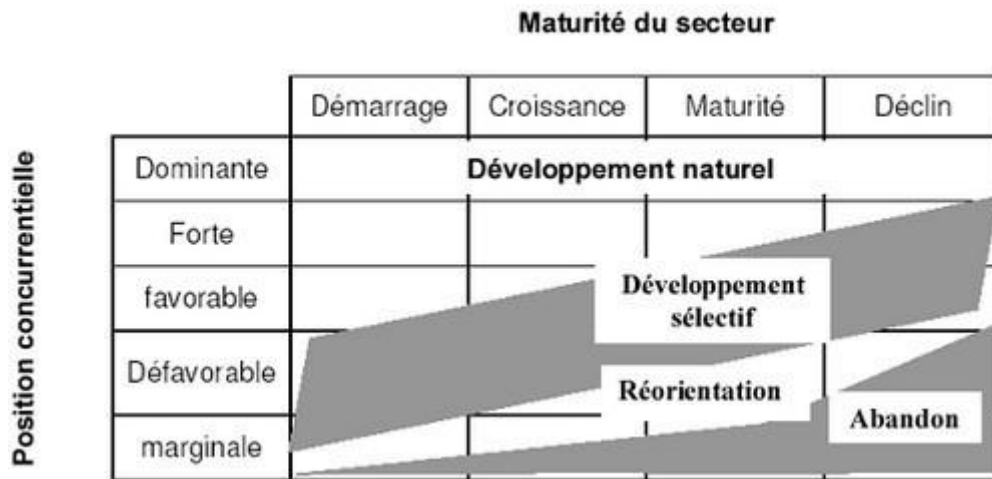 Maturité du secteur
Démarrage Croissance Maturité Déclin
Position concurrentielle
Dominante Développement naturel
Forte
favorable
Développement
sélectif
Défavorable
Réorientation
marginale
Abandon